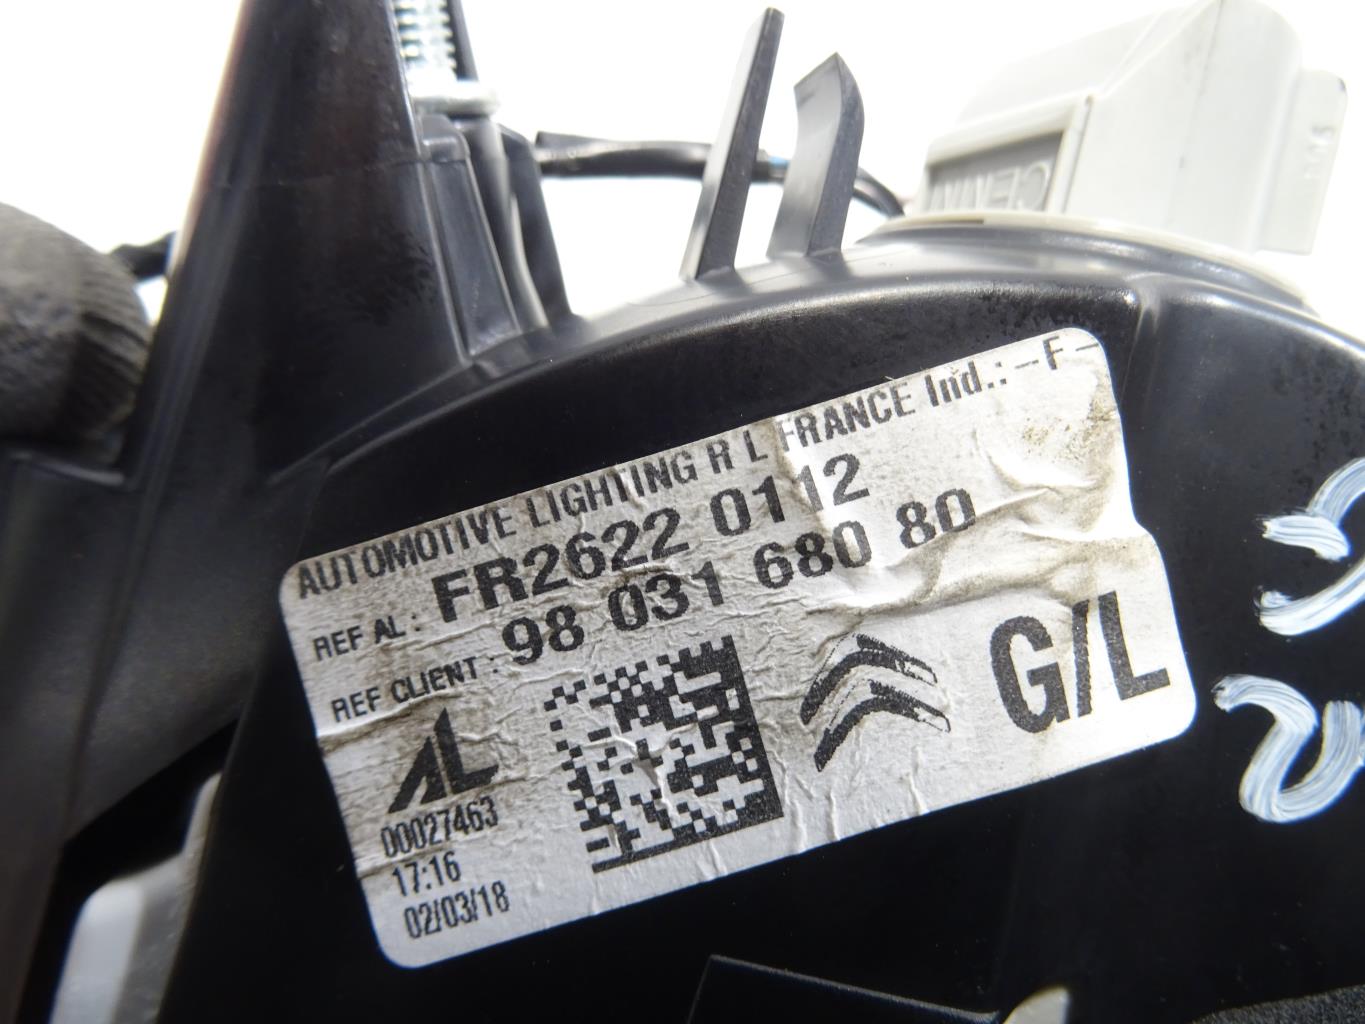 AUTOMOTIVE LIGHTING R L FRANCE Ind.: -F-
REF AL: FR2622 0112
REF CLIENT: 98 031 680 80
AL
G/L
00027463
17:16
02/03/18